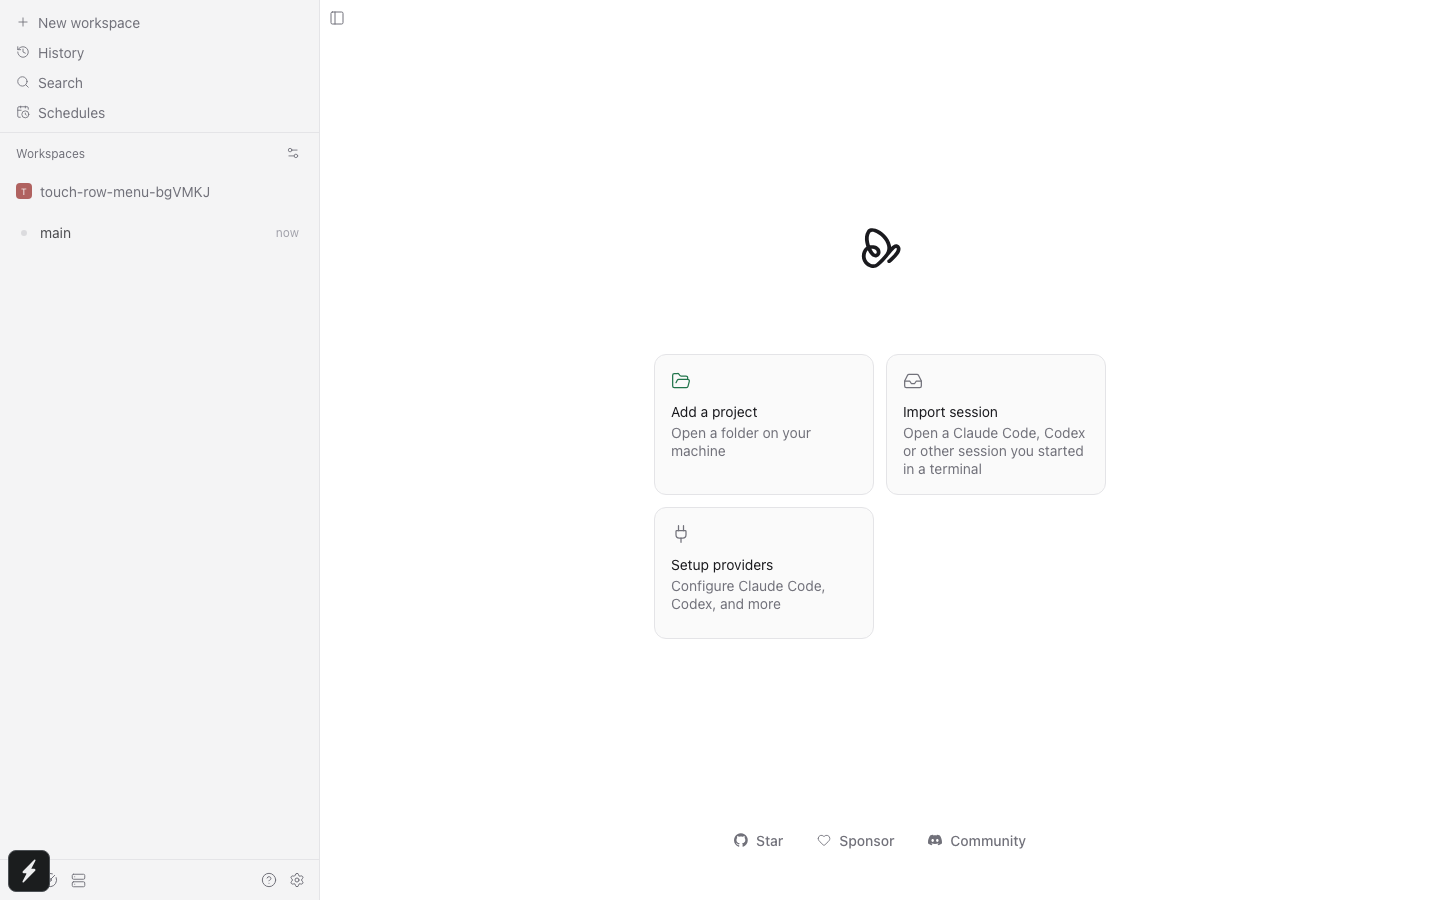 New workspace
History
Search
Schedules
Workspaces
T touch-row-menu-bgVMKJ
main now
Add a project
Open a folder on your
machine
Import session
Open a Claude Code, Codex
or other session you started
in a terminal
Setup providers
Configure Claude Code,
Codex, and more
Star Sponsor Community